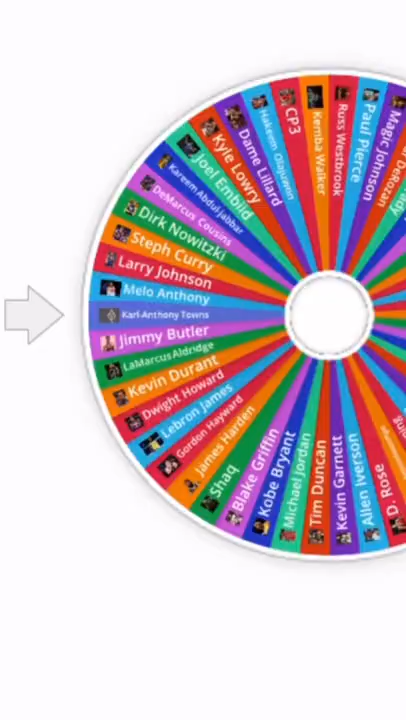 Magic Johnson
Paul Pierce
Russ Westbrook
Kemba Walker
CP3
Hakeem Olajuwon
Dame Lillard
Kyle Lowry
Joel Embiid
Kareem Abdul jabbar
DeMarcus Cousins
Dirk Nowitzki
Steph Curry
Larry Johnson
Melo Anthony
Karl-Anthony Towns
Jimmy Butler
LaMarcus Aldridge
Kevin Durant
Dwight Howard
Lebron James
Gordon Hayward
James Harden
Shaq
Blake Griffin
Kobe Bryant
Michael Jordan
Tim Duncan
Kevin Garnett
Allen Iverson
D. Rose